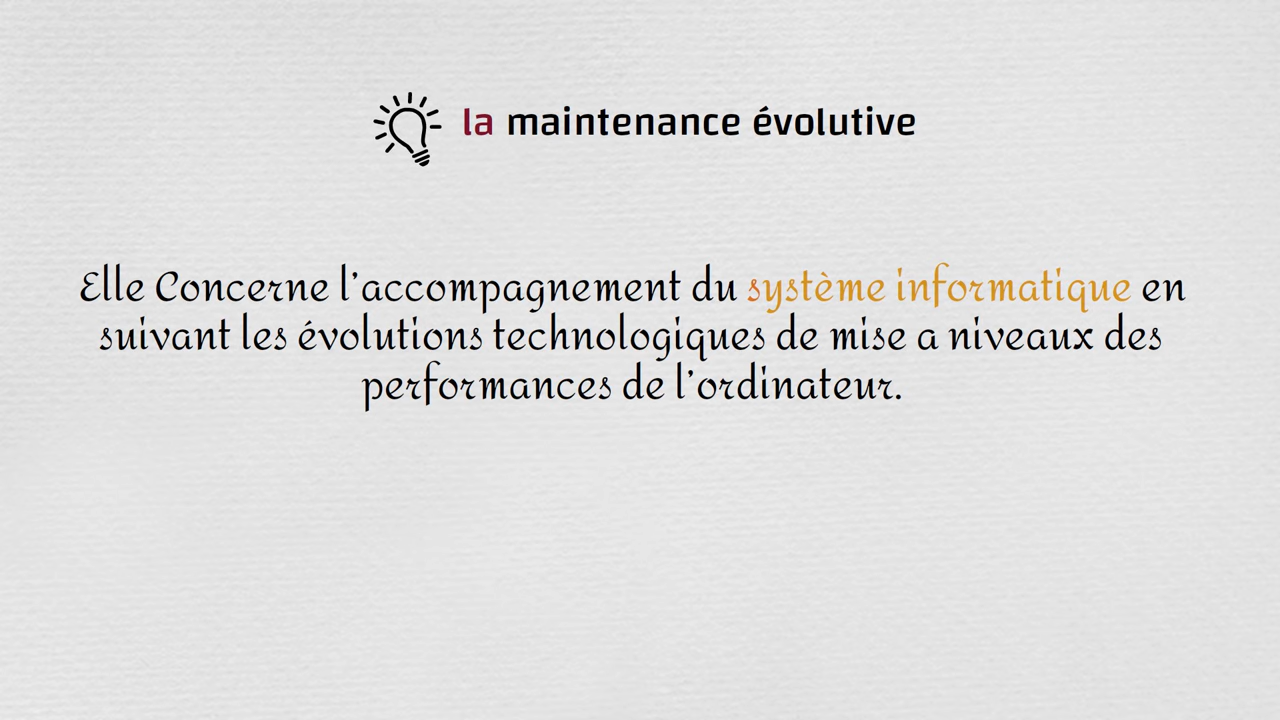 la maintenance évolutive
Elle Concerne l'accompagnement du système informatique en
suivant les évolutions technologiques de mise a niveaux des
performances de l'ordinateur.